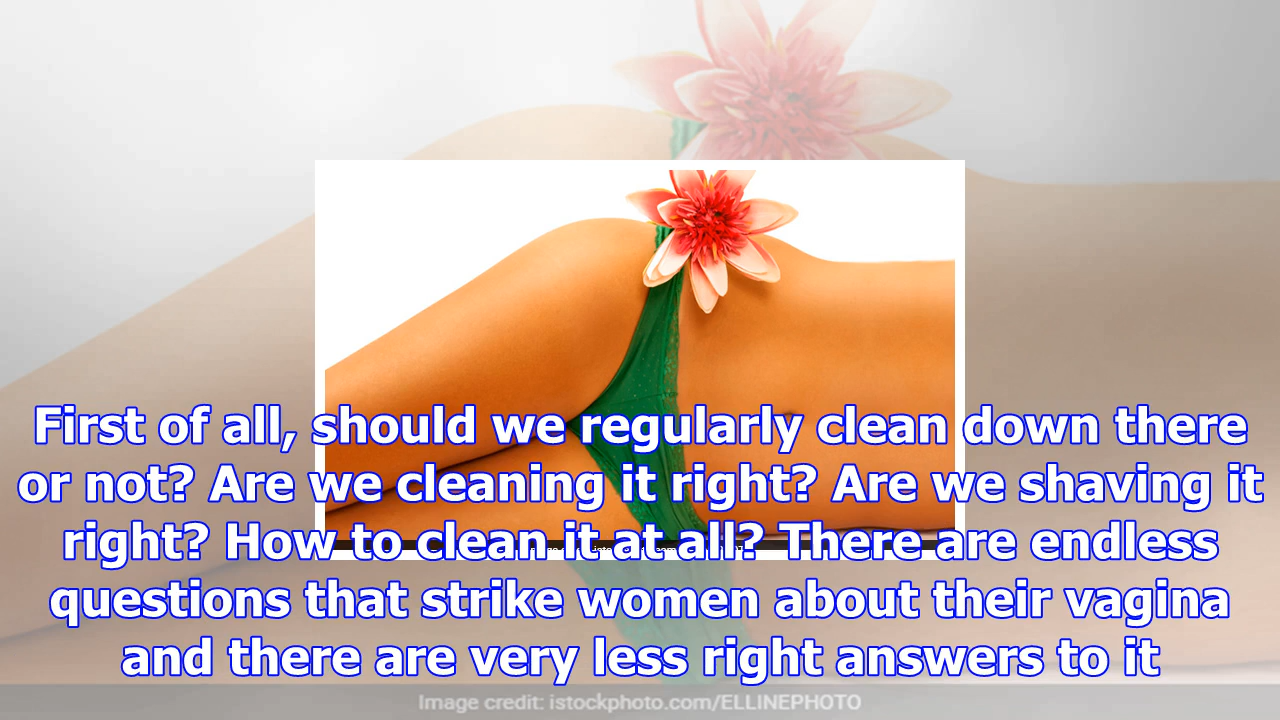 First of all, should we regularly clean down there
or not? Are we cleaning it right? Are we shaving it
right? How to clean it at all? There are endless
questions that strike women about their vagina
and there are very less right answers to it
Image credit: istockphoto.com/ELLINEPHOTO